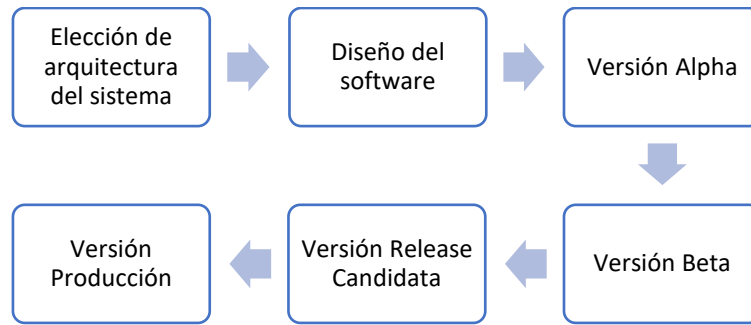 Elección de
arquitectura
del sistema
Diseño del
software
Versión Alpha
Versión Beta
Versión Release
Candidata
Versión
Producción